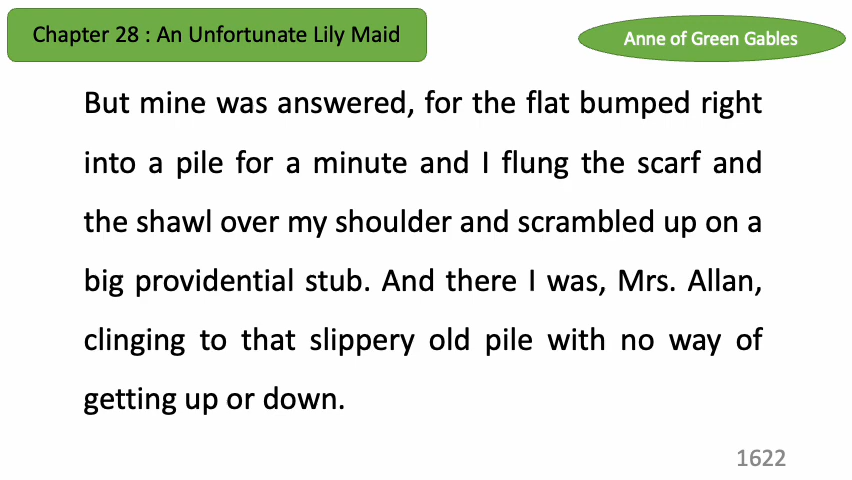 Chapter 28 : An Unfortunate Lily Maid
Anne of Green Gables
But mine was answered, for the flat bumped right
into a pile for a minute and I flung the scarf and
the shawl over my shoulder and scrambled up on a
big providential stub. And there I was, Mrs. Allan,
clinging to that slippery old pile with no way of
getting up or down.
1622